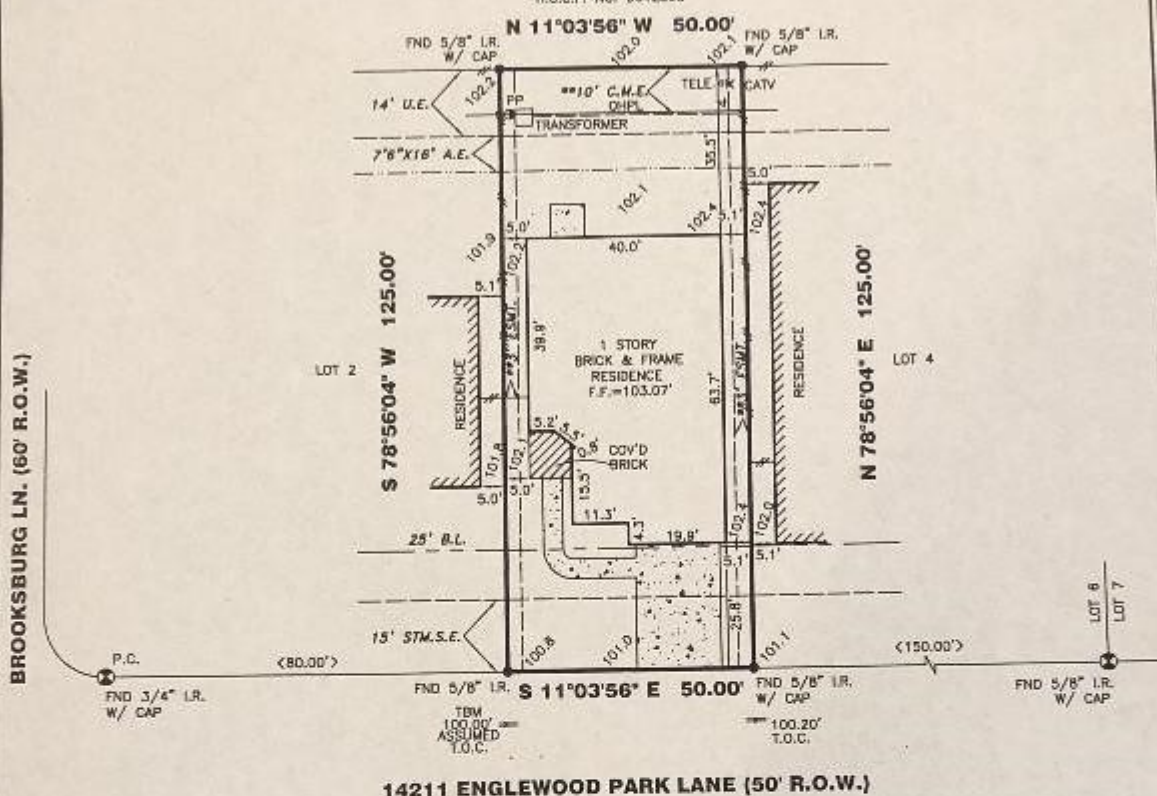 N 11°03'56" W 50.00'
FND 5/8" I.R.
W/ CAP
FND 5/8" I.R.
W/ CAP
102.0
102.1
102.2
14' U.E.
PP
**10' C.M.E.
OHPL
TELE.
CATV
TRANSFORMER
7'6"X16' A.E.
35.5'
5.0'
102.1
102.4
5.1'
102.4
5.0'
101.9
102.2
40.0'
5.1'
S 78°56'04" W 125.00'
N 78°56'04" E 125.00'
**3' ESMT.
39.9'
1 STORY
BRICK & FRAME
RESIDENCE
F.F.=103.07'
63.7'
**3' ESMT.
LOT 2
RESIDENCE
RESIDENCE
LOT 4
BROOKSBURG LN. (60' R.O.W.)
5.2'
5.5'
0.8'
COV'D
BRICK
101.8
102.1
15.5'
5.0'
5.0'
11.3'
4.3'
19.9'
102.4
102.0
25' B.L.
5.1'
5.1'
25.8'
15' STM.S.E.
100.8
101.0
101.1
LOT 6
LOT 7
P.C.
<80.00'>
<150.00'>
FND 3/4" I.R.
W/ CAP
FND 5/8" I.R.
S 11°03'56" E 50.00'
FND 5/8" I.R.
W/ CAP
FND 5/8" I.R.
W/ CAP
TBM
100.00'
ASSUMED
T.O.C.
100.20'
T.O.C.
14211 ENGLEWOOD PARK LANE (50' R.O.W.)